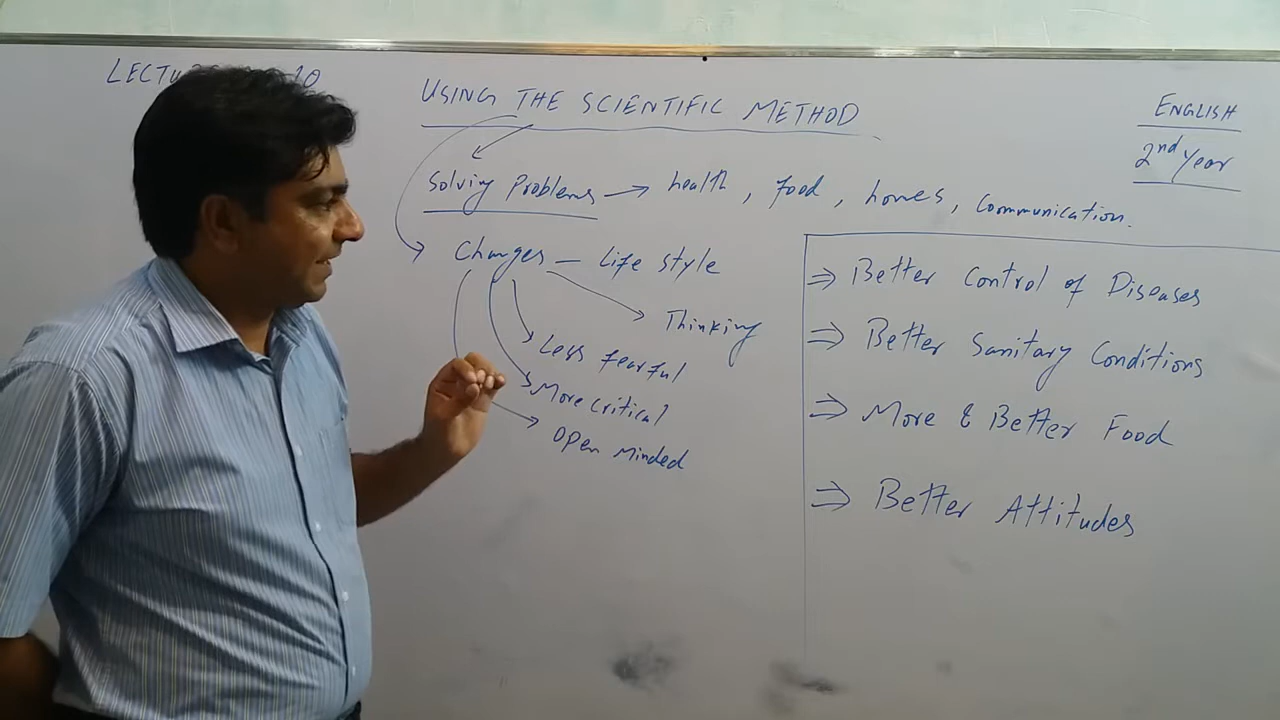 LECTU 10
USING THE SCIENTIFIC METHOD
ENGLISH
2nd Year
Solving Problems → health, food, homes, Communication.
Changes – Life style
Thinking
Less fearful
More critical
Open Minded
⇒ Better Control of Diseases
⇒ Better Sanitary Conditions
⇒ More & Better Food
⇒ Better Attitudes